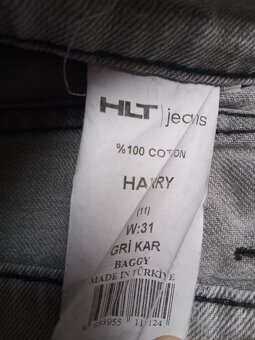 HLT | jeans
%100 COTTON
HARRY
(11)
W:31
GRİ KAR
BAGGY
MADE IN TÜRKİYE